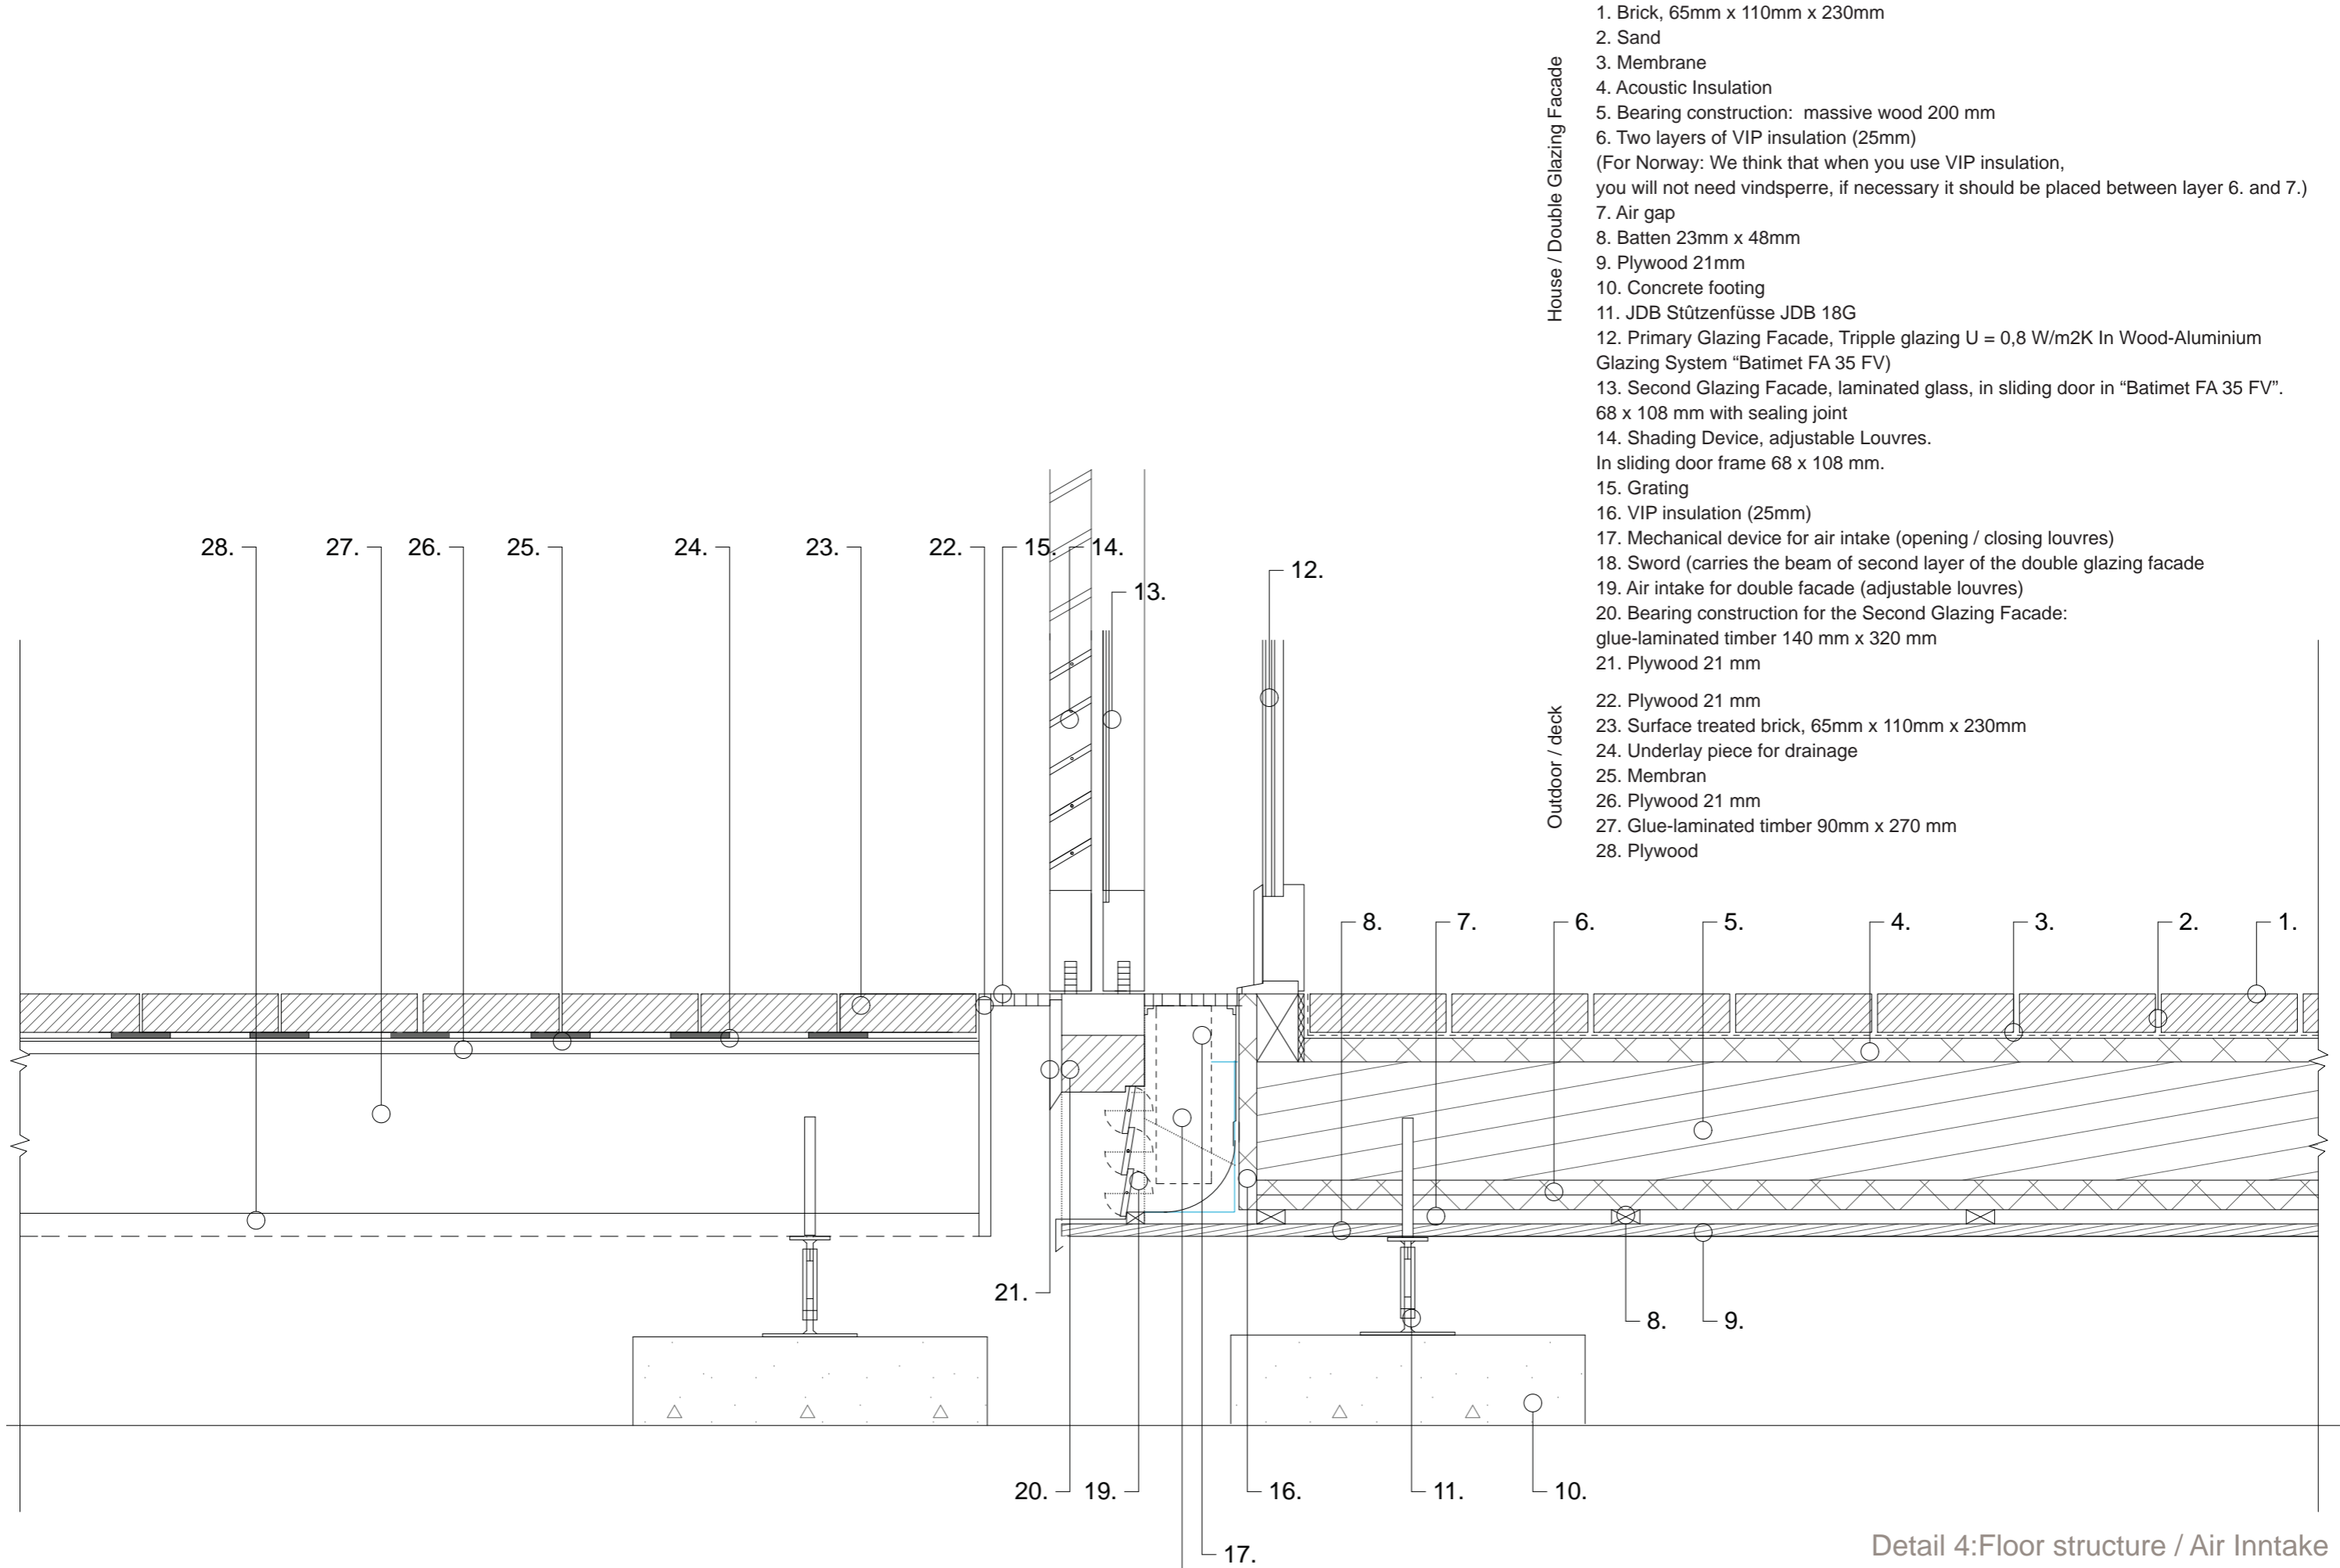 1. Brick, 65mm x 110mm x 230mm
2. Sand
3. Membrane
4. Acoustic Insulation
5. Bearing construction:  massive wood 200 mm
6. Two layers of VIP insulation (25mm)
(For Norway: We think that when you use VIP insulation,
you will not need vindsperre, if necessary it should be placed between layer 6. and 7.)
7. Air gap
8. Batten 23mm x 48mm
9. Plywood 21mm
10. Concrete footing
11. JDB Stûtzenfüsse JDB 18G
12. Primary Glazing Facade, Tripple glazing U = 0,8 W/m2K In Wood-Aluminium
Glazing System “Batimet FA 35 FV)
13. Second Glazing Facade, laminated glass, in sliding door in “Batimet FA 35 FV”.
68 x 108 mm with sealing joint
14. Shading Device, adjustable Louvres.
In sliding door frame 68 x 108 mm.
15. Grating
16. VIP insulation (25mm)
17. Mechanical device for air intake (opening / closing louvres)
18. Sword (carries the beam of second layer of the double glazing facade
19. Air intake for double facade (adjustable louvres)
20. Bearing construction for the Second Glazing Facade:
glue-laminated timber 140 mm x 320 mm
21. Plywood 21 mm
House / Double Glazing Facade
22. Plywood 21 mm
23. Surface treated brick, 65mm x 110mm x 230mm
24. Underlay piece for drainage
25. Membran
26. Plywood 21 mm
27. Glue-laminated timber 90mm x 270 mm
28. Plywood
Outdoor / deck
28. 27. 26. 25. 24. 23. 22. 15. 14.
12.
13.
8. 7. 6. 5. 4. 3. 2. 1.
21.
8. 9.
20. 19. 16. 11. 10.
17.
Detail 4:Floor structure / Air Inntake